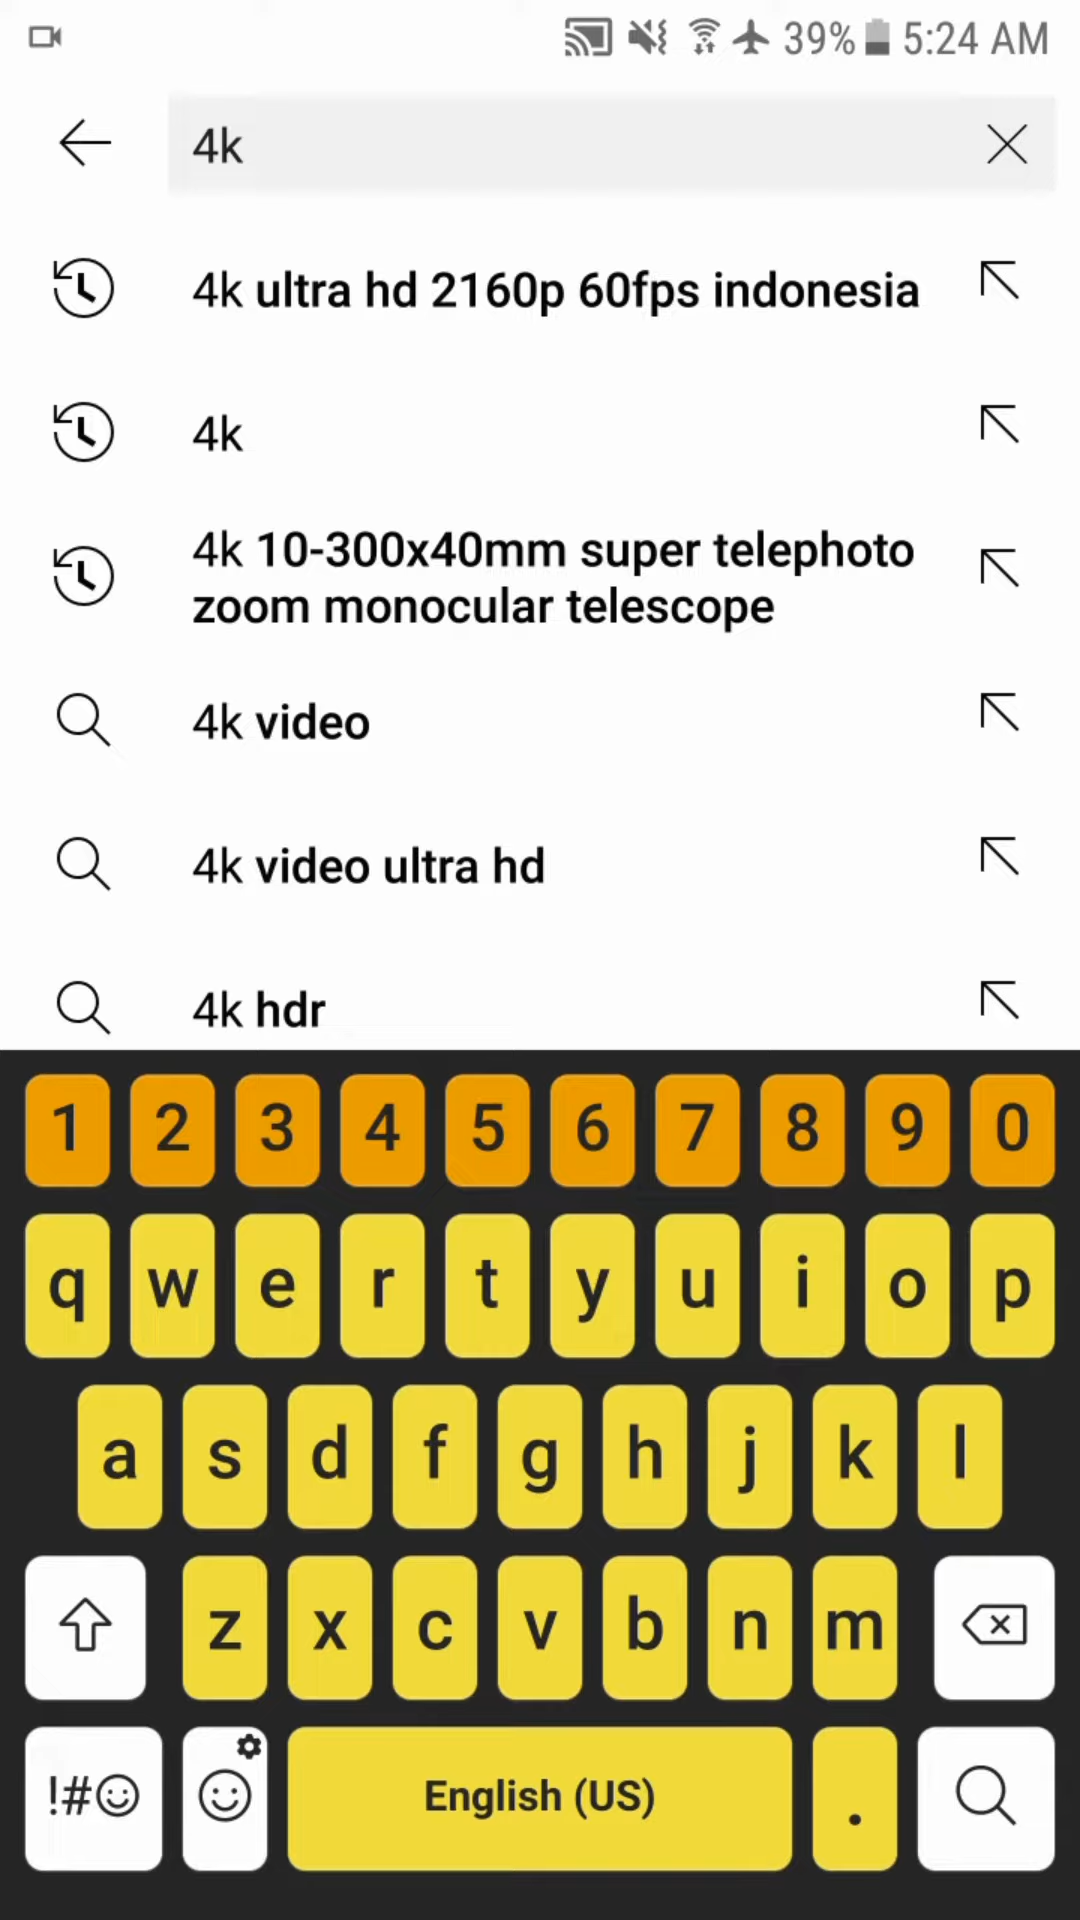 39% 5:24 AM
4k
4k ultra hd 2160p 60fps indonesia
4k
4k 10-300x40mm super telephoto
zoom monocular telescope
4k video
4k video ultra hd
4k hdr
1 2 3 4 5 6 7 8 9 0
q w e r t y u i o p
a s d f g h j k l
z x c v b n m
!#☺ English (US) .